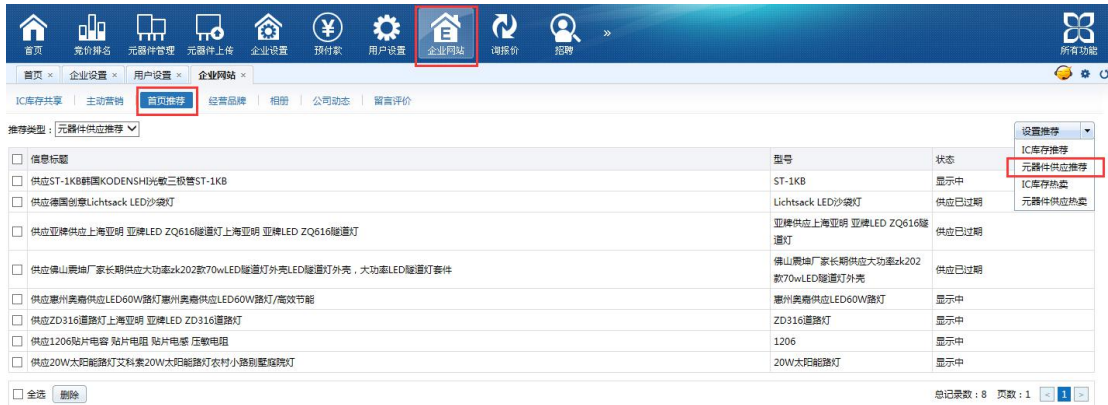 首页 竞价排名 元器件管理 元器件上传 企业设置 预付款 用户设置 企业网站 询报价 招聘 » 所有功能
首页 × 企业设置 × 用户设置 × 企业网站 ×
IC库存共享 主动营销 首页推荐 经营品牌 相册 公司动态 留言评价
推荐类型：元器件供应推荐
设置推荐
IC库存推荐
元器件供应推荐
IC库存热卖
元器件供应热卖
信息标题 型号 状态
供应ST-1KB韩国KODENSHI光敏三极管ST-1KB ST-1KB 显示中
供应德国创意Lichtsack LED沙袋灯 Lichtsack LED沙袋灯 供应已过期
供应亚牌供应上海亚明 亚牌LED ZQ616隧道灯上海亚明 亚牌LED ZQ616隧道灯 亚牌供应上海亚明 亚牌LED ZQ616隧 供应已过期
道灯
供应佛山震坤厂家长期供应大功率zk202款70wLED隧道灯外壳LED隧道灯外壳，大功率LED隧道灯套件 佛山震坤厂家长期供应大功率zk202 供应已过期
款70wLED隧道灯外壳
供应惠州奥嘉供应LED60W路灯惠州奥嘉供应LED60W路灯/高效节能 惠州奥嘉供应LED60W路灯 显示中
供应ZD316道路灯上海亚明 亚牌LED ZD316道路灯 ZD316道路灯 显示中
供应1206贴片电容 贴片电阻 贴片电感 压敏电阻 1206 显示中
供应20W太阳能路灯艾科素20W太阳能路灯农村小路别墅庭院灯 20W太阳能路灯 显示中
全选 删除 总记录数：8 页数：1 < 1 >